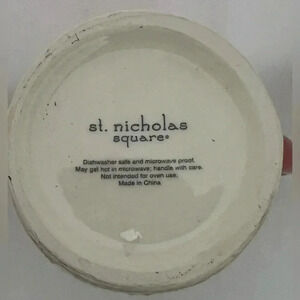 st. nicholas
square®
Dishwasher safe and microwave proof.
May get hot in microwave; handle with care.
Not intended for oven use.
Made in China